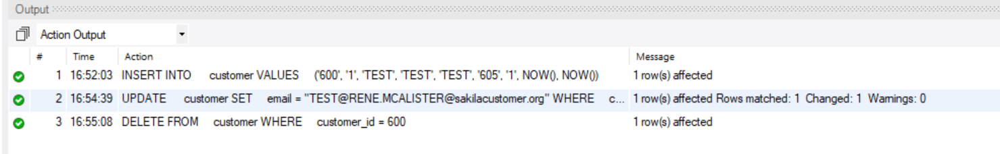 Output
Action Output
# Time Action Message
1 16:52:03 INSERT INTO customer VALUES ('600', '1', 'TEST', 'TEST', 'TEST', '605', '1', NOW(), NOW()) 1 row(s) affected
2 16:54:39 UPDATE customer SET email = "TEST@RENE.MCALISTER@sakilacustomer.org" WHERE c... 1 row(s) affected Rows matched: 1 Changed: 1 Warnings: 0
3 16:55:08 DELETE FROM customer WHERE customer_id = 600 1 row(s) affected